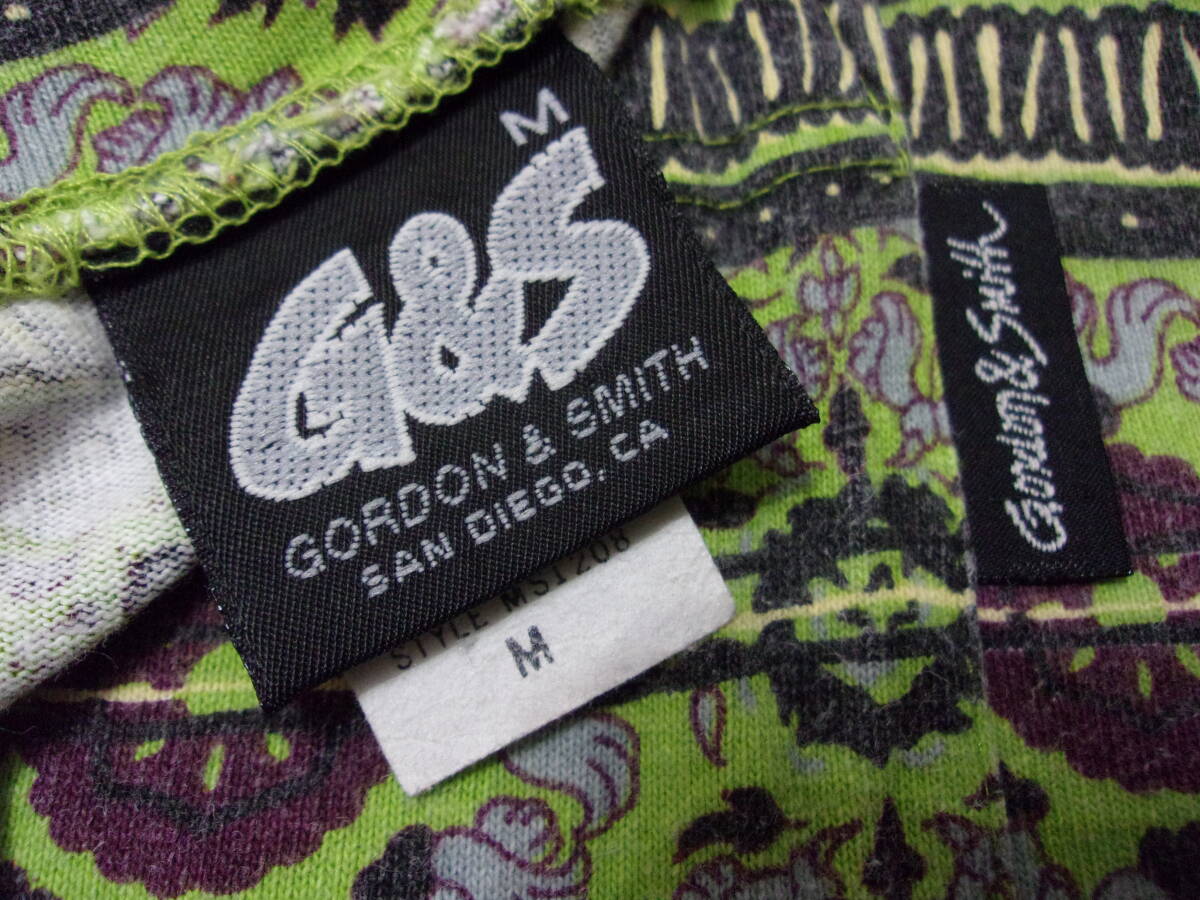 M
G&S
GORDON & SMITH
SAN DIEGO, CA
STYLE MS1208
M
Gordon&Smith